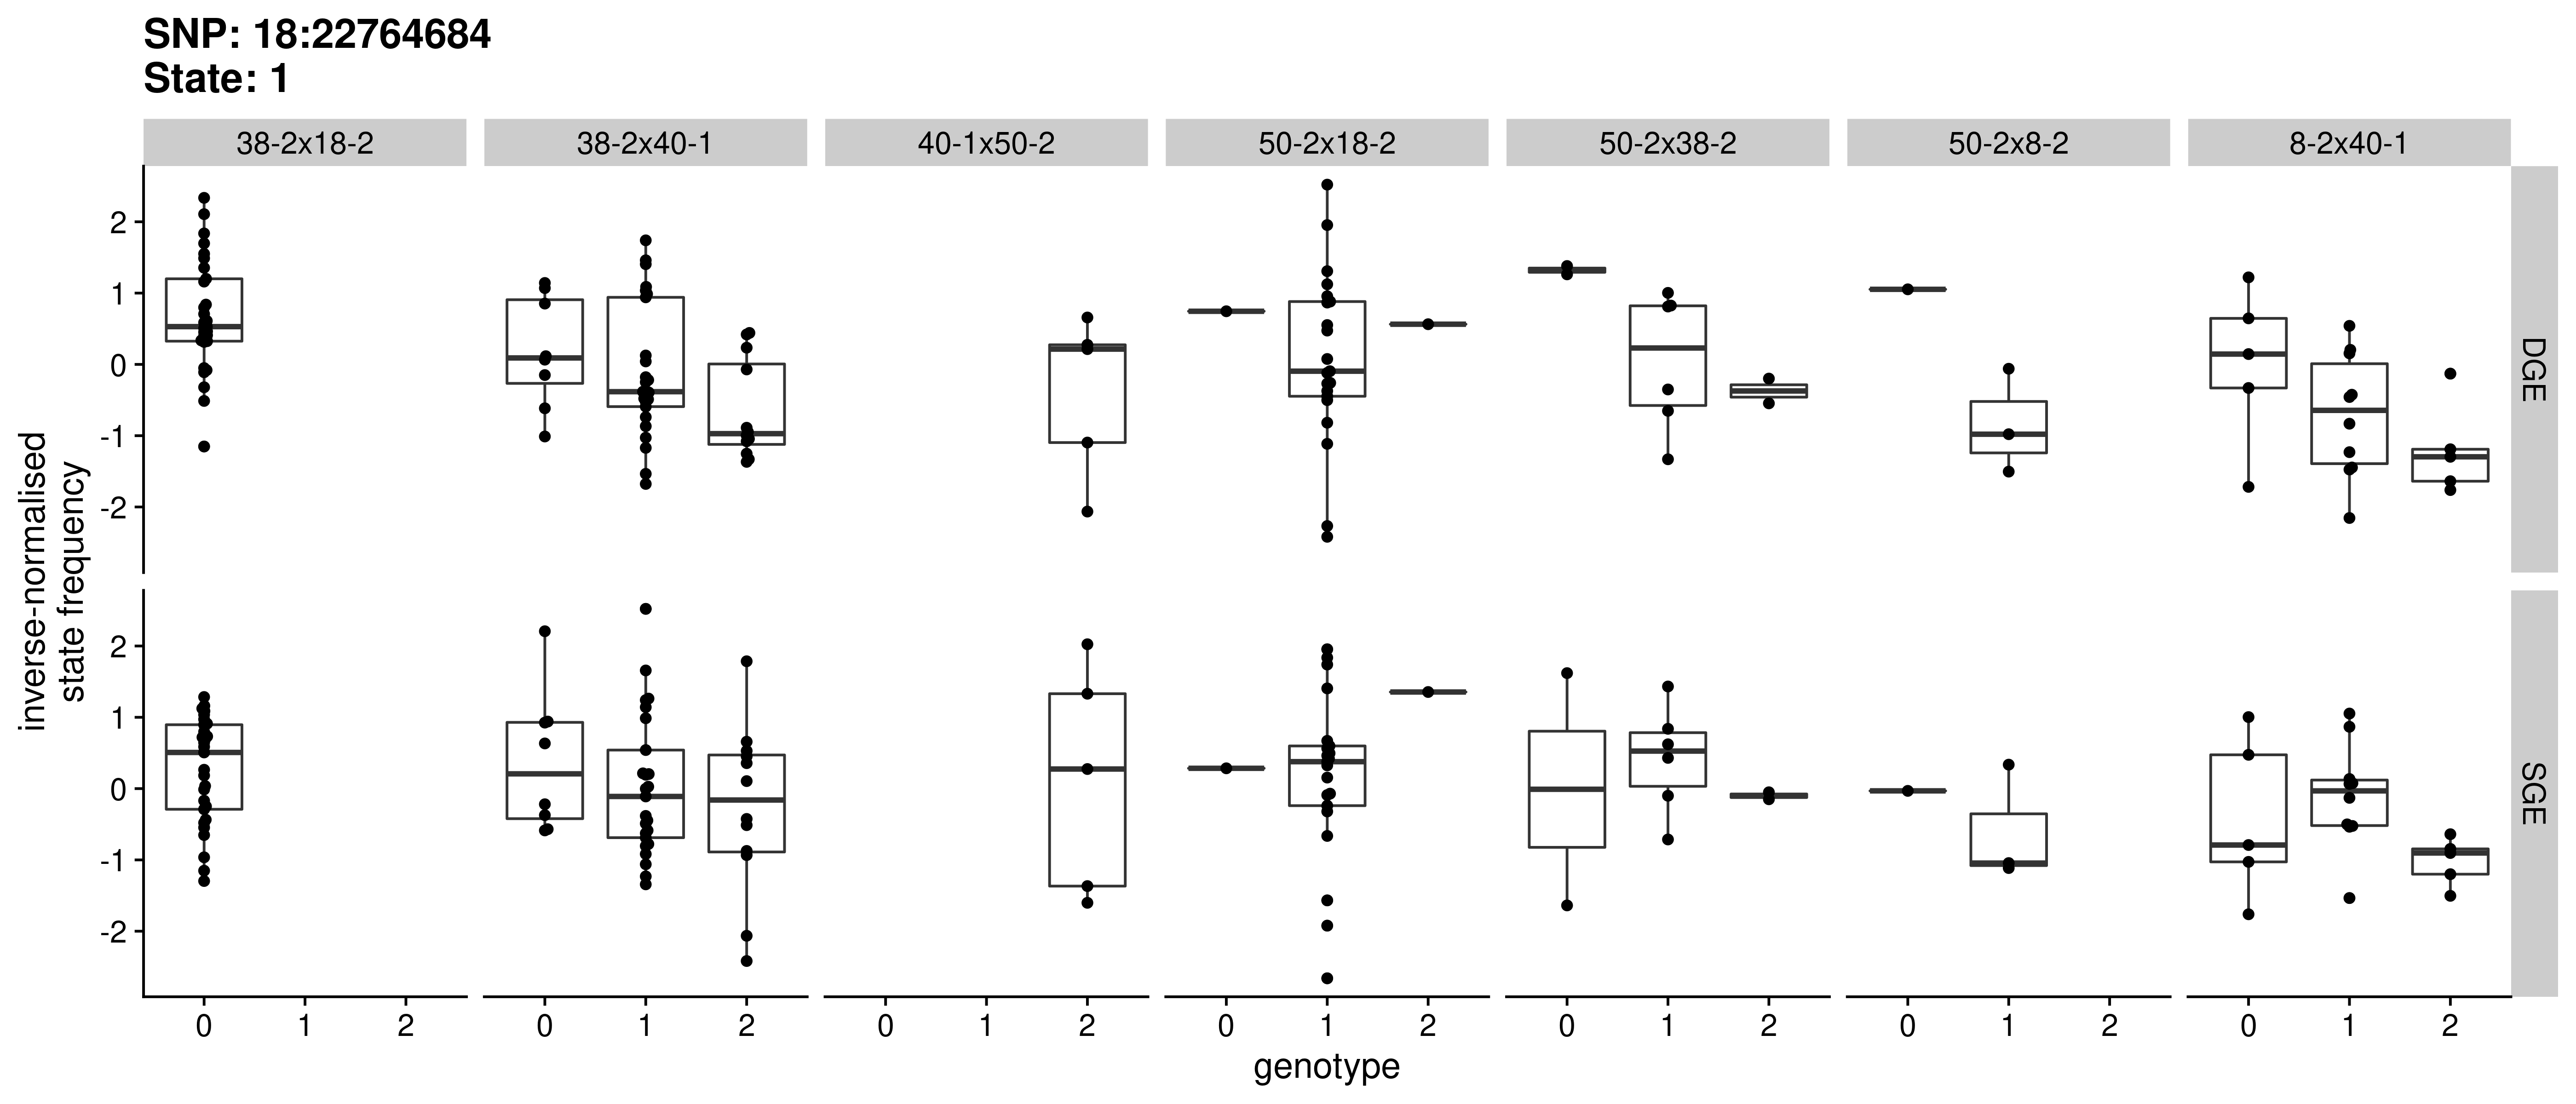 SNP: 18:22764684
State: 1
38-2x18-2 38-2x40-1 40-1x50-2 50-2x18-2 50-2x38-2 50-2x8-2 8-2x40-1
inverse-normalised
state frequency
2
1
0
-1
-2
DGE
2
1
0
-1
-2
SGE
0 1 2 0 1 2 0 1 2 0 1 2 0 1 2 0 1 2 0 1 2
genotype